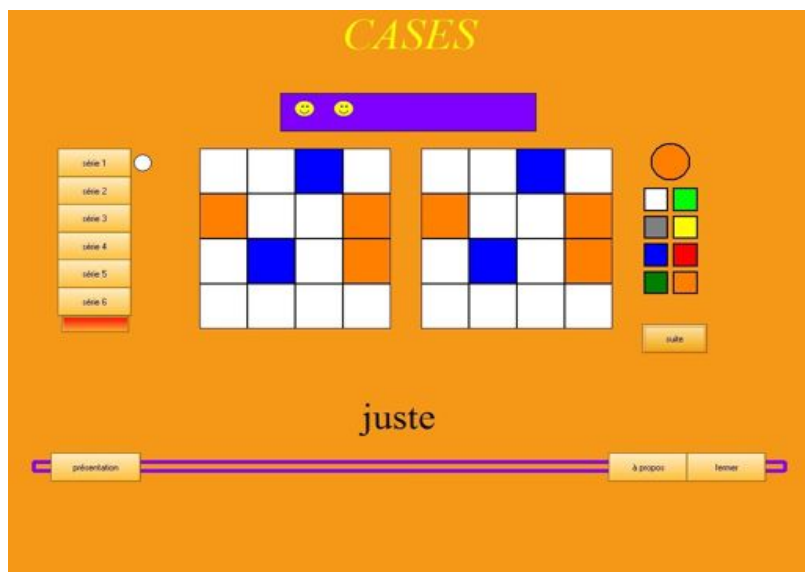 CASES
série 1
série 2
série 3
série 4
série 5
série 6
suite
juste
présentation
à propos
fermer